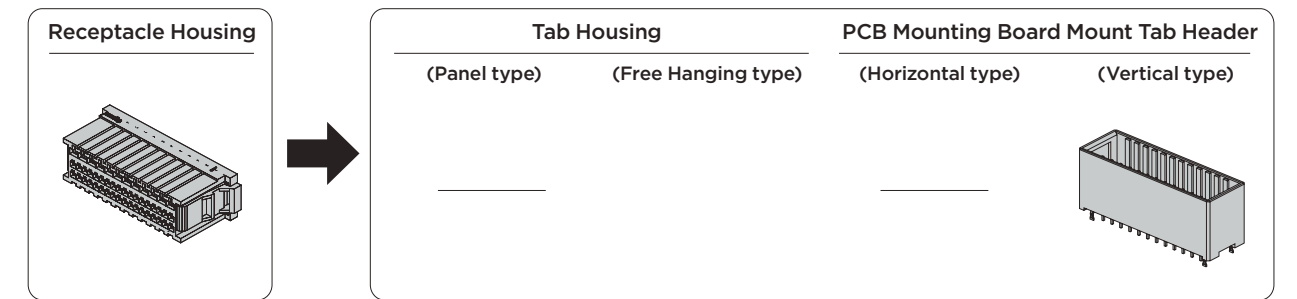 Receptacle Housing
Tab Housing
PCB Mounting Board Mount Tab Header
(Panel type)
(Free Hanging type)
(Horizontal type)
(Vertical type)